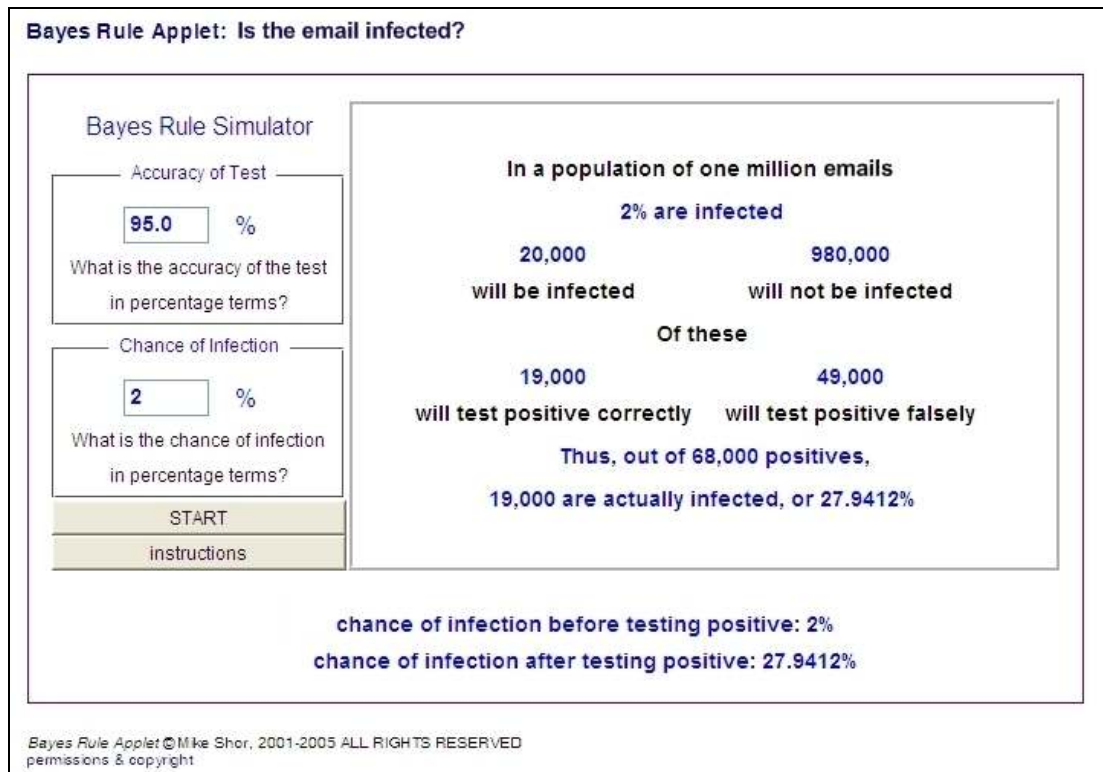 Bayes Rule Applet: Is the email infected?
Bayes Rule Simulator
Accuracy of Test
95.0 %
What is the accuracy of the test
in percentage terms?
Chance of Infection
2 %
What is the chance of infection
in percentage terms?
START
instructions
In a population of one million emails
2% are infected
20,000 980,000
will be infected will not be infected
Of these
19,000 49,000
will test positive correctly will test positive falsely
Thus, out of 68,000 positives,
19,000 are actually infected, or 27.9412%
chance of infection before testing positive: 2%
chance of infection after testing positive: 27.9412%
Bayes Rule Applet ©Mike Shor, 2001-2005 ALL RIGHTS RESERVED
permissions & copyright